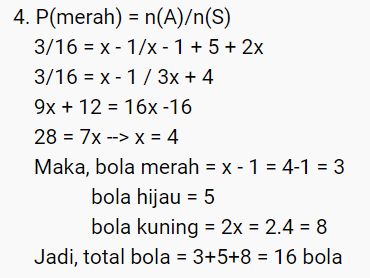 4. P(merah) = n(A)/n(S)
3/16 = x - 1/x - 1 + 5 + 2x
3/16 = x - 1 / 3x + 4
9x + 12 = 16x -16
28 = 7x --> x = 4
Maka, bola merah = x - 1 = 4-1 = 3
bola hijau = 5
bola kuning = 2x = 2.4 = 8
Jadi, total bola = 3+5+8 = 16 bola